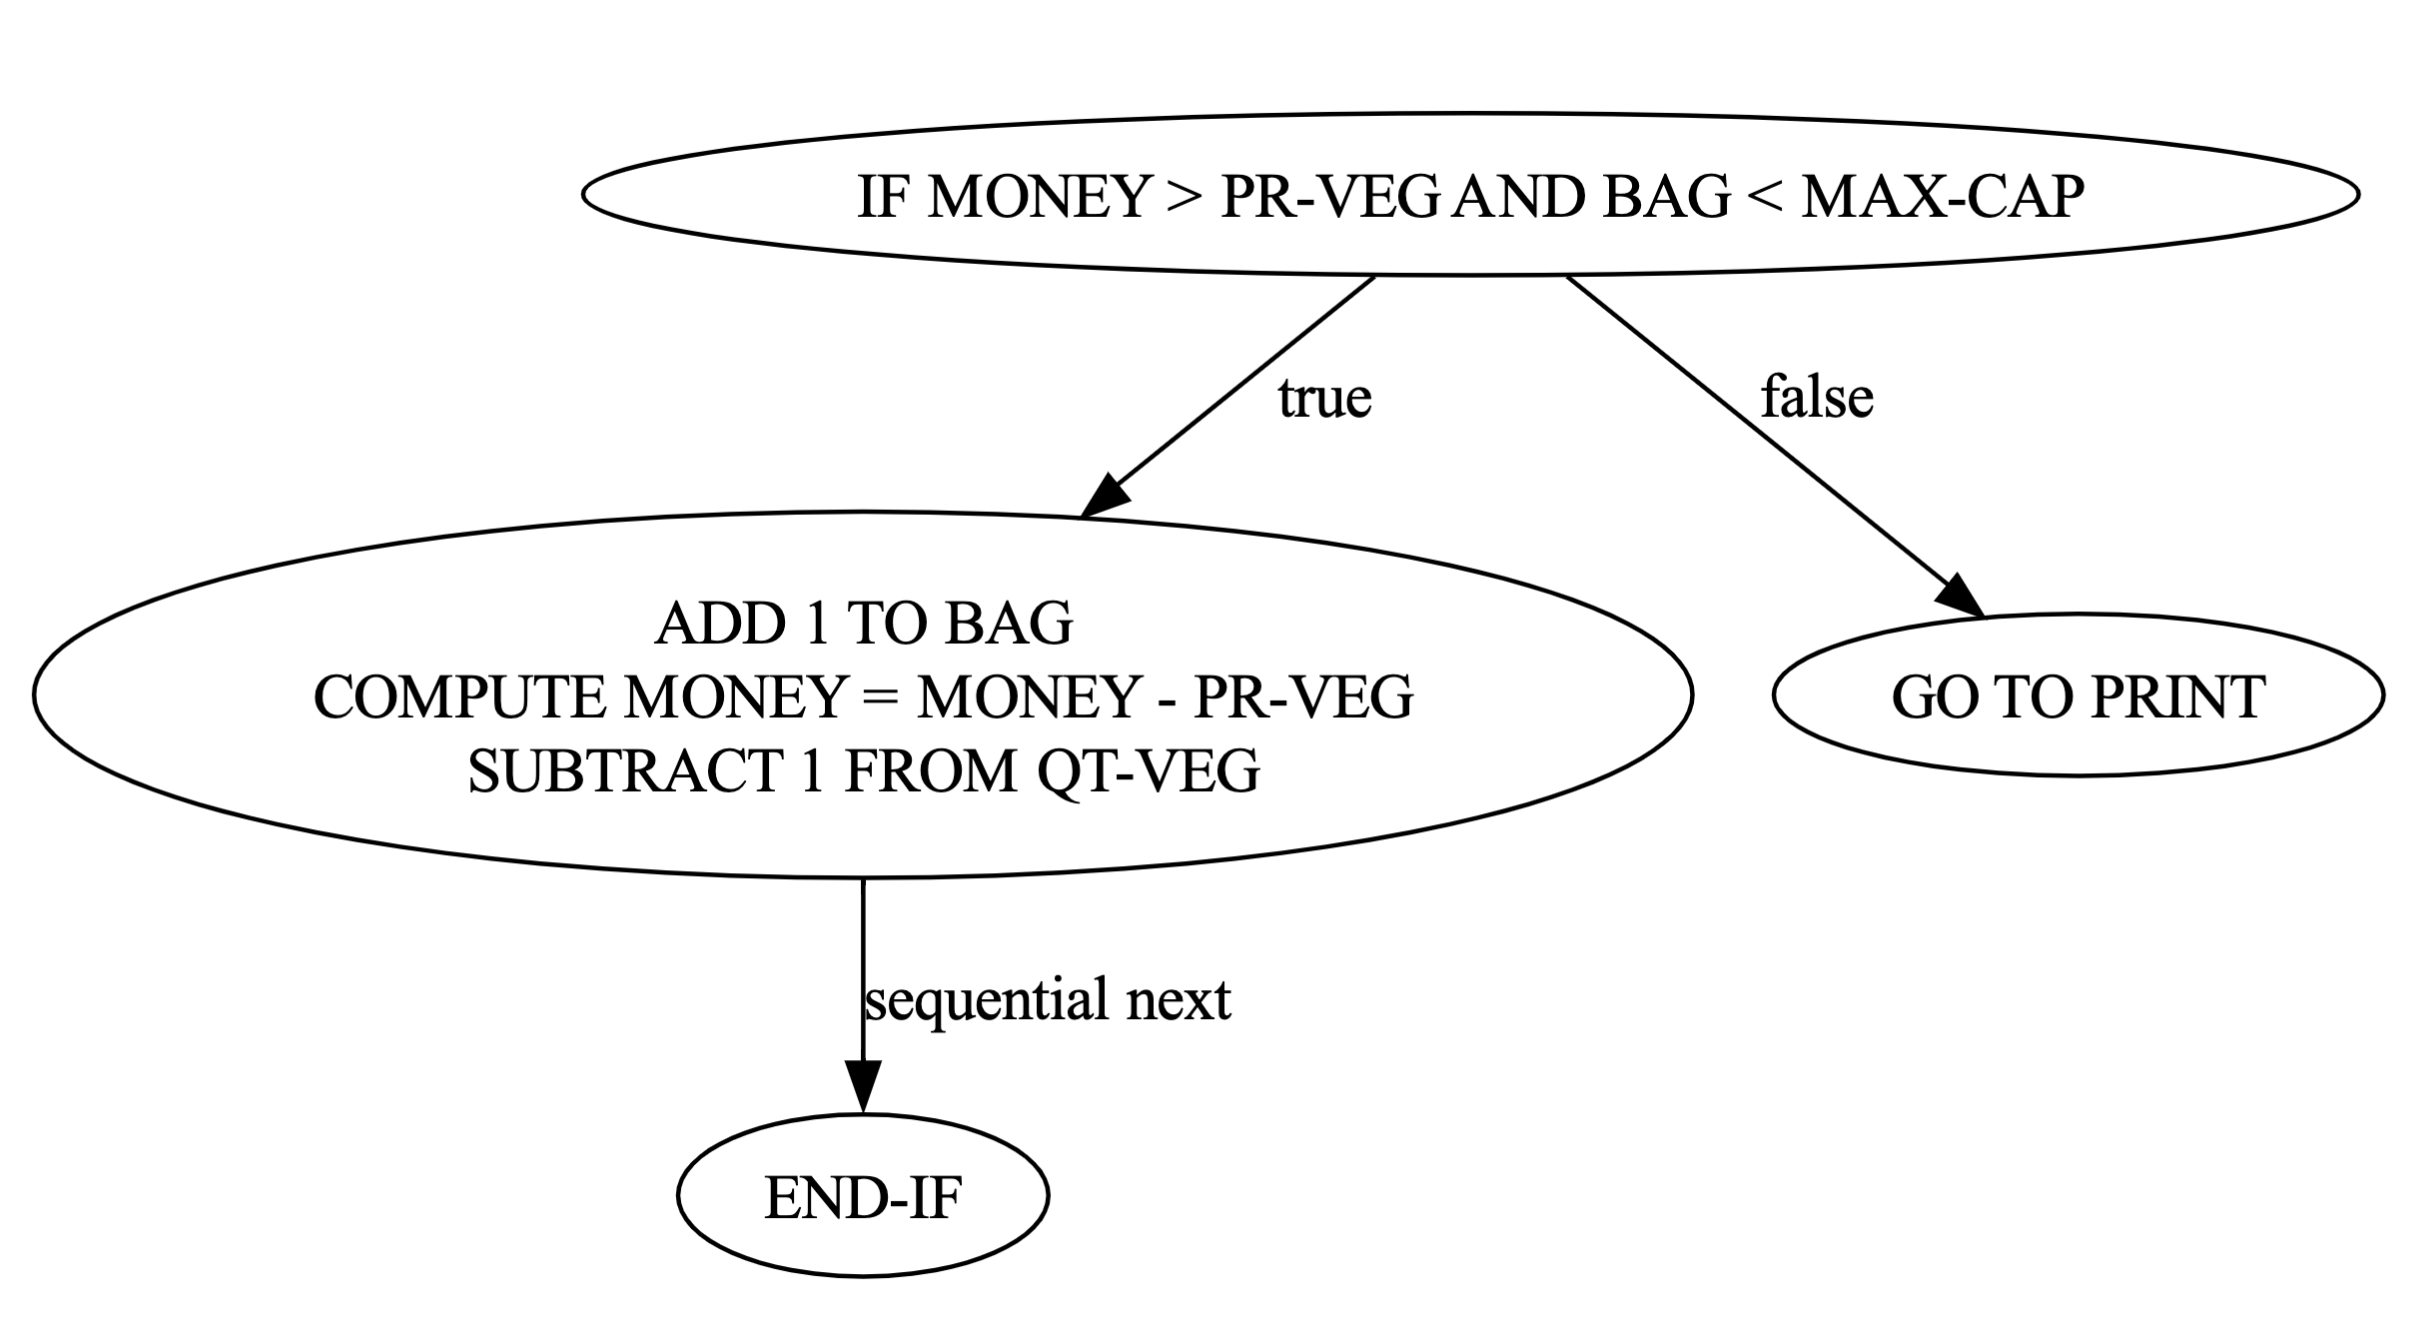 IF MONEY > PR-VEG AND BAG < MAX-CAP
true
false
ADD 1 TO BAG
COMPUTE MONEY = MONEY - PR-VEG
SUBTRACT 1 FROM QT-VEG
GO TO PRINT
sequential next
END-IF